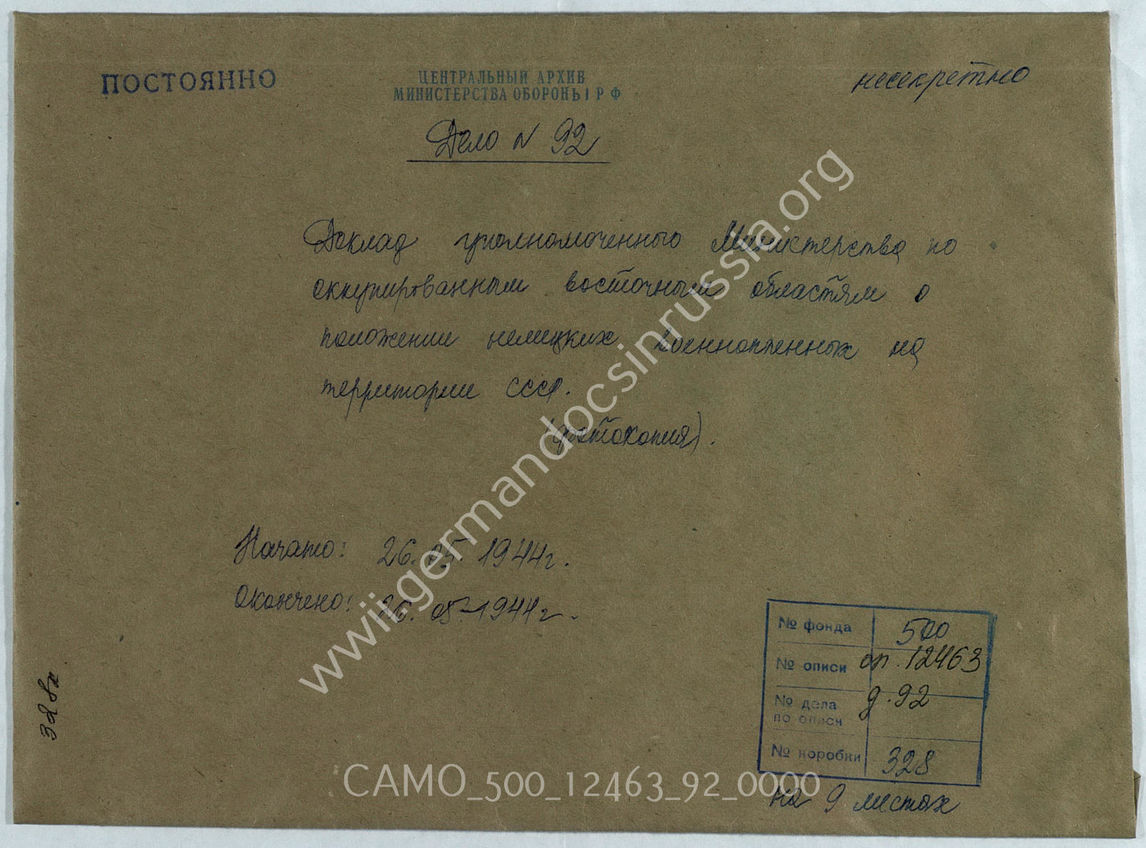 ПОСТОЯННО
ЦЕНТРАЛЬНЫЙ АРХИВ
МИНИСТЕРСТВА ОБОРОНЫ РФ
несекретно
Дело N 92
Доклад уполномоченного Министерства по
оккупированным восточным областям о
положении немецких военнопленных на
территории СССР.
(фотокопия).
Начато: 26.05.1944г.
Окончено: 26.05.1944г.
№ фонда 500
№ описи оп. 12463
№ дела по описи д. 92
№ коробки 328
на 9 листах
328к
www.wwii.germandocsinrussia.org
CAMO_500_12463_92_0000